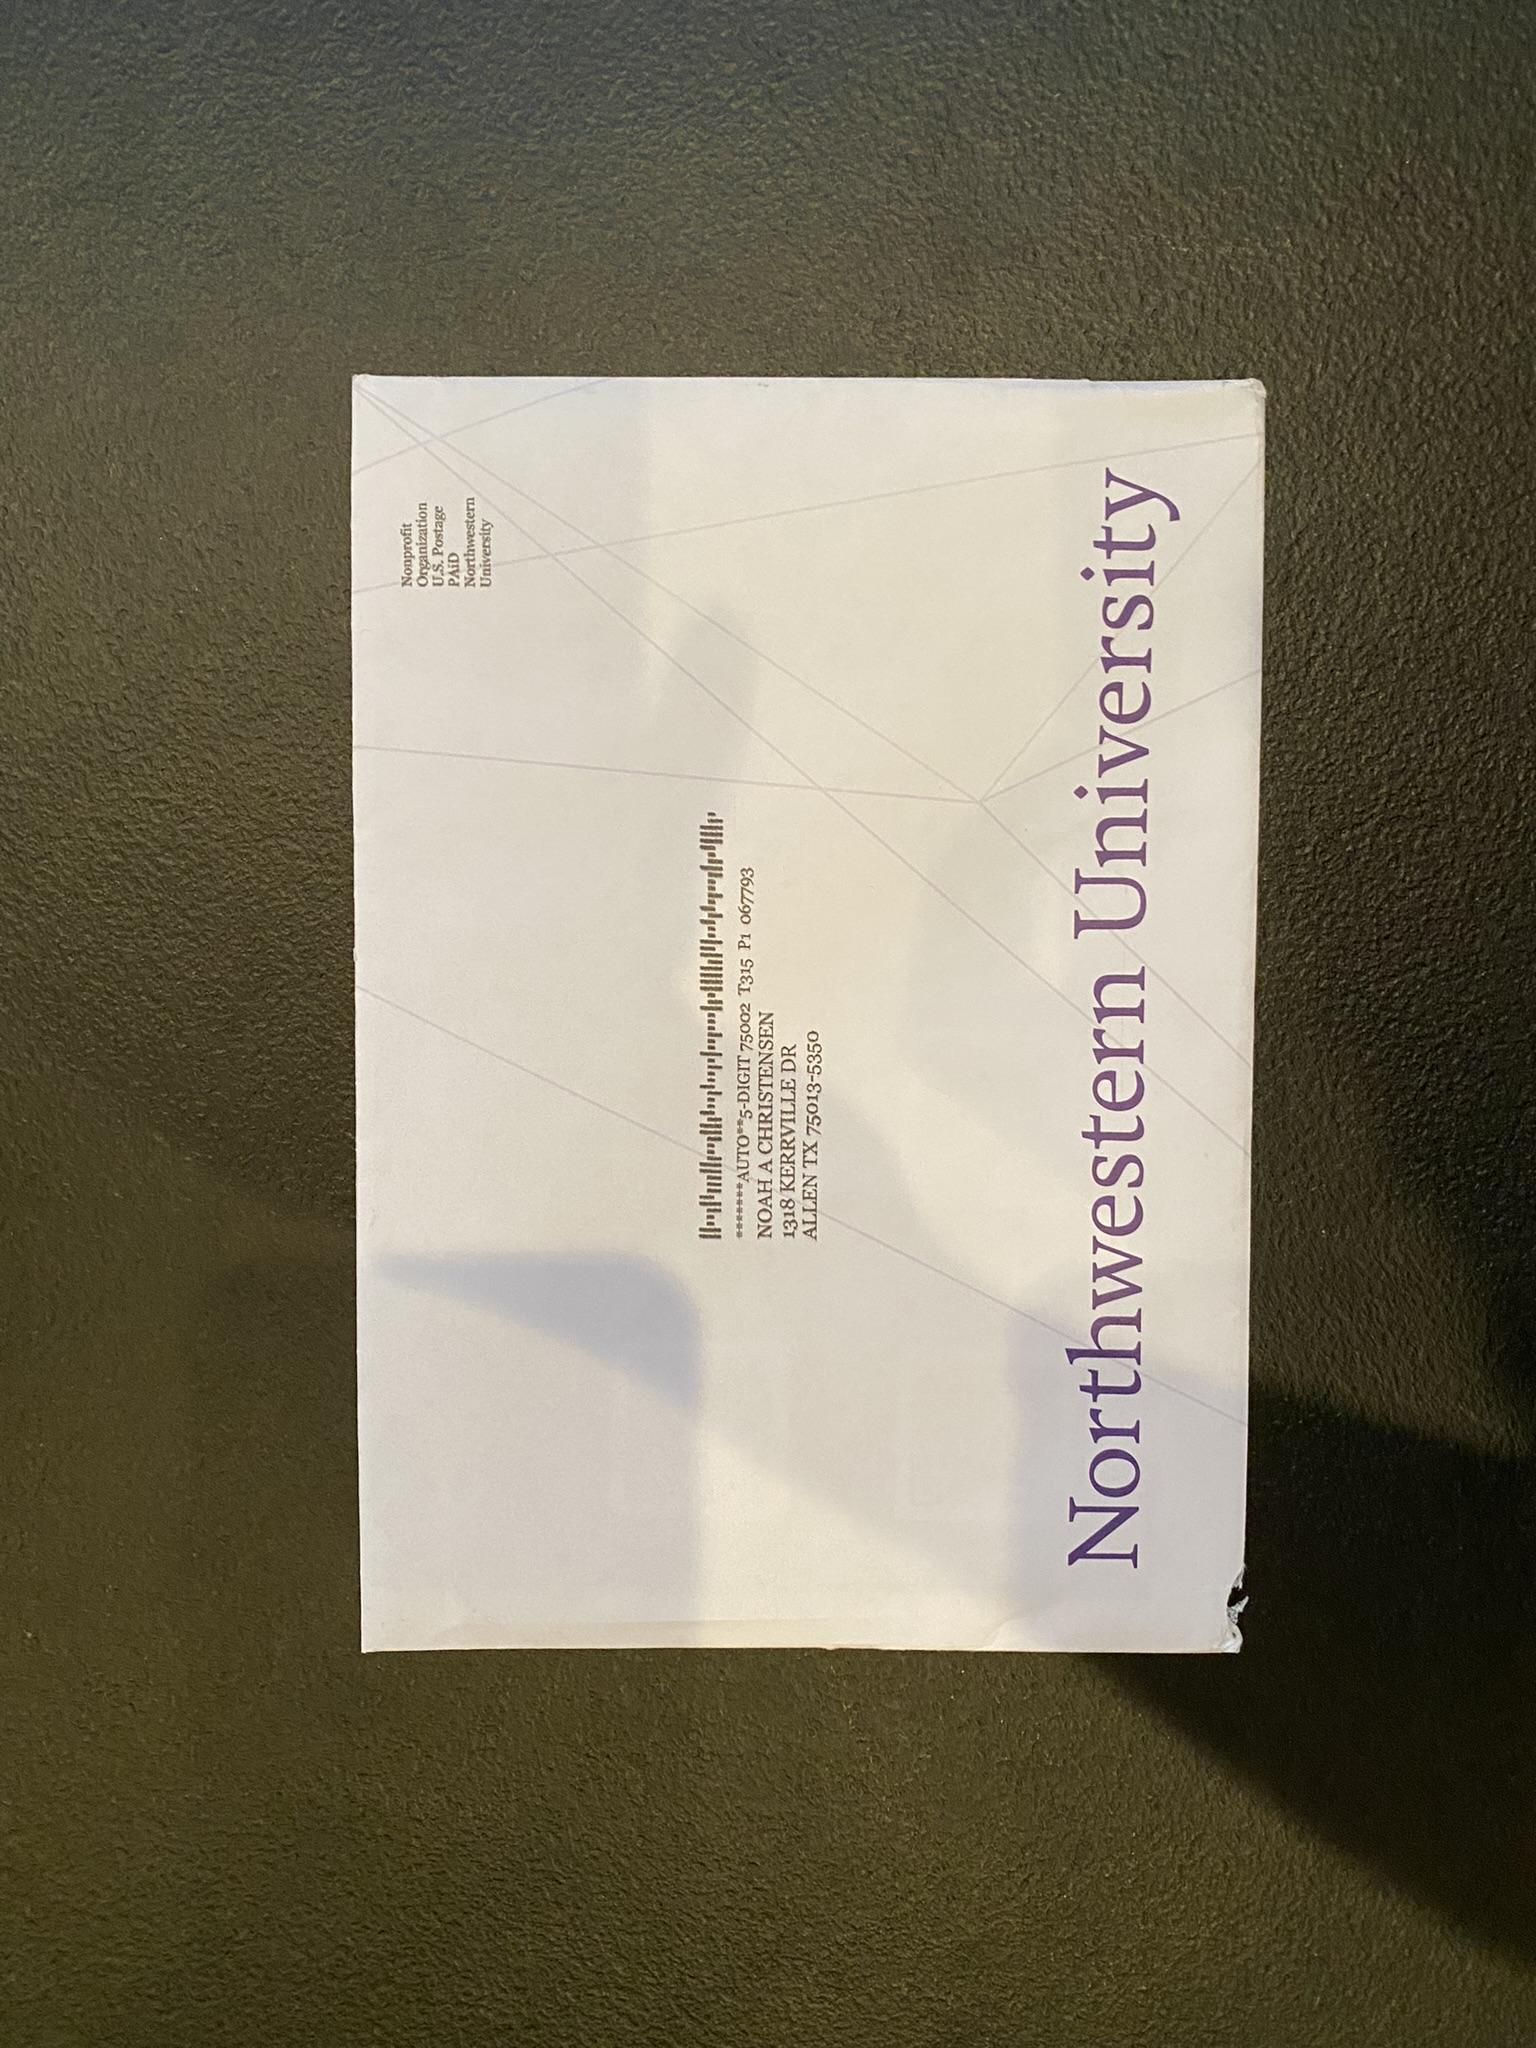 Nonprofit
Organization
U.S. Postage
PAiD
Northwestern
University
*******AUTO**5-DIGIT 75002 T315 P1 067793
NOAH A CHRISTENSEN
1318 KERRVILLE DR
ALLEN TX 75013-5350
Northwestern University